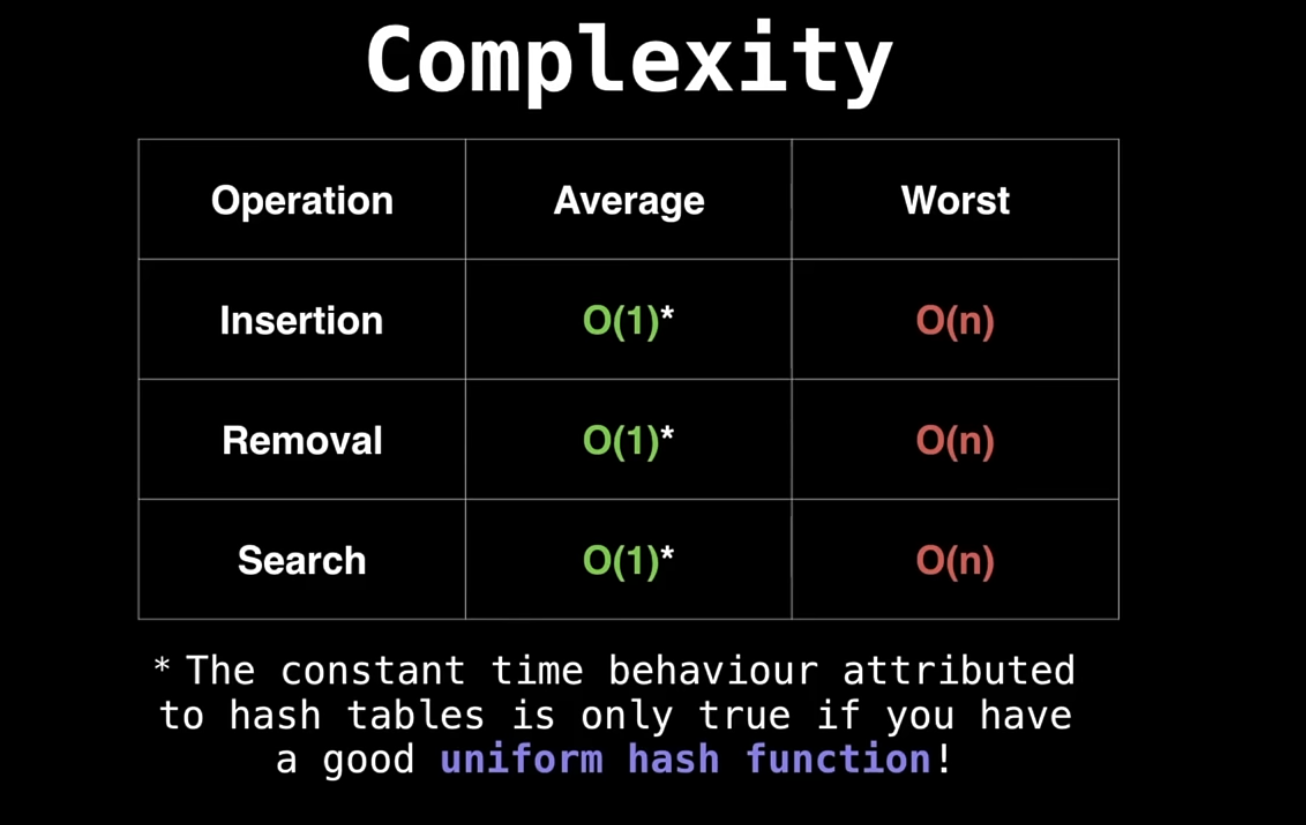 Complexity
Operation Average Worst
Insertion O(1)* O(n)
Removal O(1)* O(n)
Search O(1)* O(n)
* The constant time behaviour attributed
to hash tables is only true if you have
a good uniform hash function!